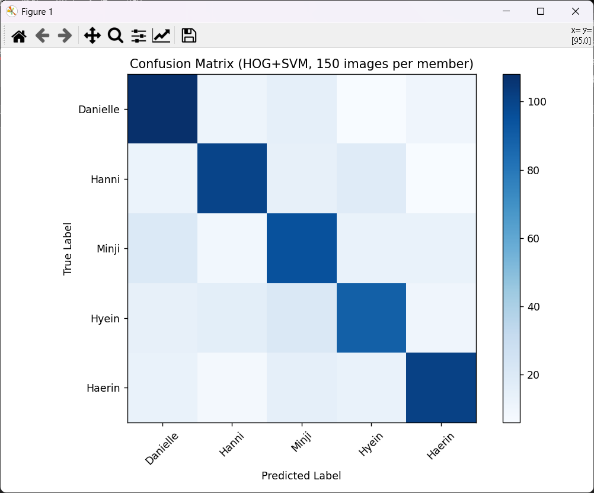 Figure 1
x= y=
[95.0]
Confusion Matrix (HOG+SVM, 150 images per member)
True Label
Danielle
Hanni
Minji
Hyein
Haerin
Danielle
Hanni
Minji
Hyein
Haerin
Predicted Label
100
80
60
40
20